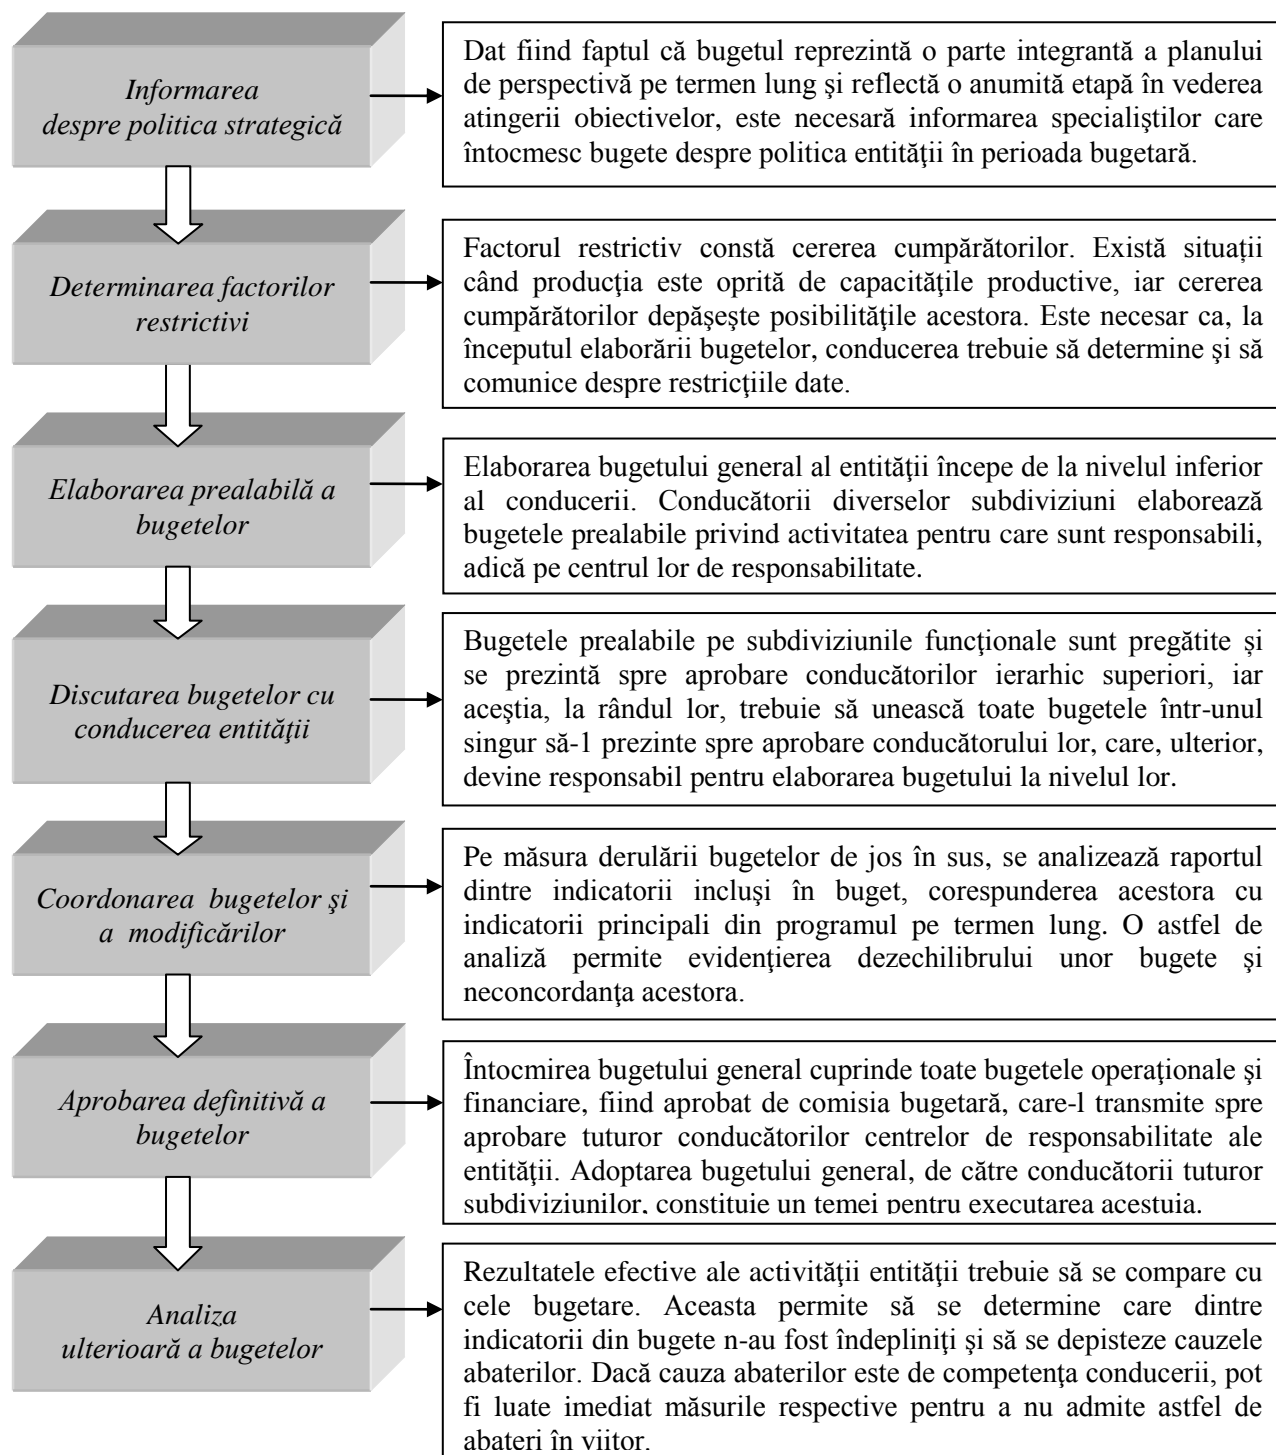 Informarea
despre politica strategică
Dat fiind faptul că bugetul reprezintă o parte integrantă a planului
de perspectivă pe termen lung şi reflectă o anumită etapă în vederea
atingerii obiectivelor, este necesară informarea specialiştilor care
întocmesc bugete despre politica entităţii în perioada bugetară.
Determinarea factorilor
restrictivi
Factorul restrictiv constă cererea cumpărătorilor. Există situații
când producţia este oprită de capacităţile productive, iar cererea
cumpărătorilor depăşeşte posibilităţile acestora. Este necesar ca, la
începutul elaborării bugetelor, conducerea trebuie să determine şi să
comunice despre restricţiile date.
Elaborarea prealabilă a
bugetelor
Elaborarea bugetului general al entităţii începe de la nivelul inferior
al conducerii. Conducătorii diverselor subdiviziuni elaborează
bugetele prealabile privind activitatea pentru care sunt responsabili,
adică pe centrul lor de responsabilitate.
Discutarea bugetelor cu
conducerea entităţii
Bugetele prealabile pe subdiviziunile funcţionale sunt pregătite și
se prezintă spre aprobare conducătorilor ierarhic superiori, iar
aceştia, la rândul lor, trebuie să unească toate bugetele într-unul
singur să-1 prezinte spre aprobare conducătorului lor, care, ulterior,
devine responsabil pentru elaborarea bugetului la nivelul lor.
Coordonarea bugetelor şi
a modificărilor
Pe măsura derulării bugetelor de jos în sus, se analizează raportul
dintre indicatorii incluşi în buget, corespunderea acestora cu
indicatorii principali din programul pe termen lung. O astfel de
analiză permite evidenţierea dezechilibrului unor bugete şi
neconcordanţa acestora.
Aprobarea definitivă a
bugetelor
Întocmirea bugetului general cuprinde toate bugetele operaţionale şi
financiare, fiind aprobat de comisia bugetară, care-l transmite spre
aprobare tuturor conducătorilor centrelor de responsabilitate ale
entităţii. Adoptarea bugetului general, de către conducătorii tuturor
subdiviziunilor, constituie un temei pentru executarea acestuia.
Analiza
ulterioară a bugetelor
Rezultatele efective ale activităţii entităţii trebuie să se compare cu
cele bugetare. Aceasta permite să se determine care dintre
indicatorii din bugete n-au fost îndepliniţi şi să se depisteze cauzele
abaterilor. Dacă cauza abaterilor este de competenţa conducerii, pot
fi luate imediat măsurile respective pentru a nu admite astfel de
abateri în viitor.